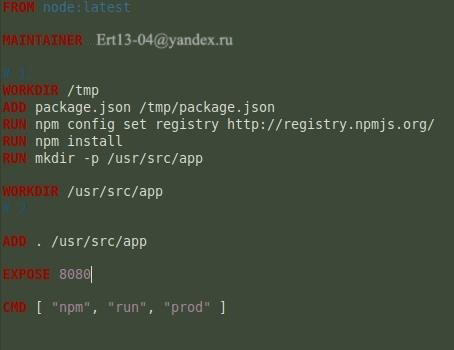 FROM node:latest
MAINTAINER Ert13-04@yandex.ru
# 1
WORKDIR /tmp
ADD package.json /tmp/package.json
RUN npm config set registry http://registry.npmjs.org/
RUN npm install
RUN mkdir -p /usr/src/app
WORKDIR /usr/src/app
# 2
ADD . /usr/src/app
EXPOSE 8080
CMD [ "npm", "run", "prod" ]